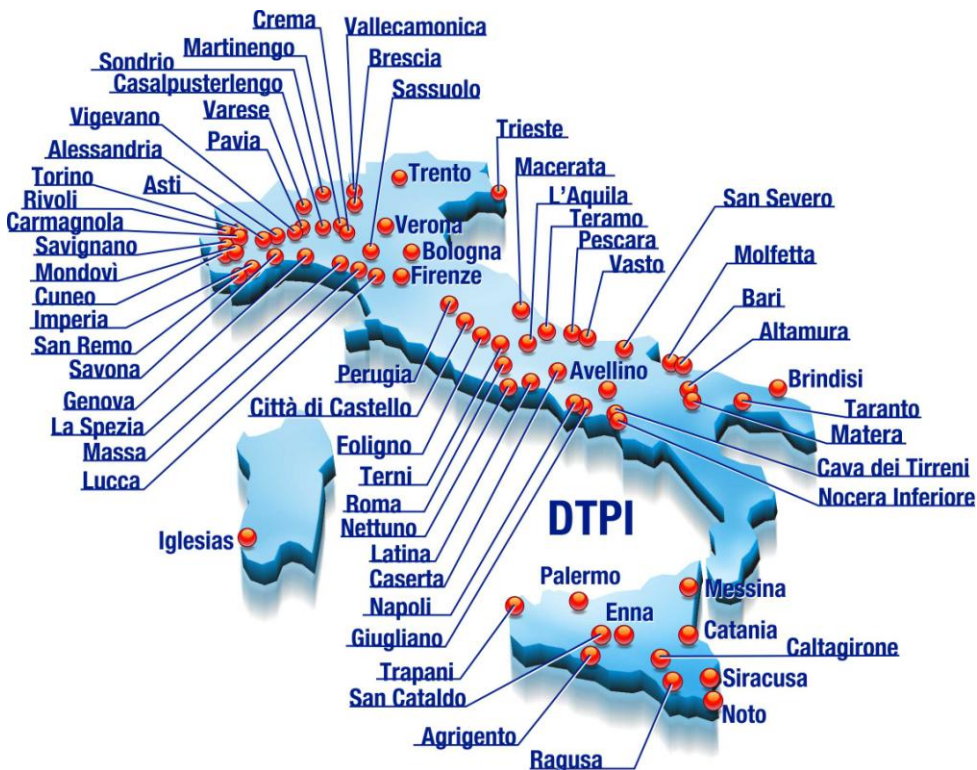 Crema
Vallecamonica
Martinengo
Brescia
Sondrio
Casalpusterlengo
Sassuolo
Varese
Vigevano
Pavia
Trieste
Alessandria
Macerata
Torino
Asti
Trento
L'Aquila
San Severo
Rivoli
Teramo
Carmagnola
Verona
Pescara
Molfetta
Savignano
Bologna
Vasto
Mondovì
Firenze
Bari
Cuneo
Imperia
Altamura
San Remo
Savona
Perugia
Avellino
Brindisi
Genova
Città di Castello
Taranto
La Spezia
Foligno
Matera
Massa
Terni
Cava dei Tirreni
Lucca
Roma
Nocera Inferiore
Nettuno
DTPI
Iglesias
Latina
Caserta
Palermo
Messina
Napoli
Enna
Giugliano
Catania
Caltagirone
Trapani
Siracusa
San Cataldo
Noto
Agrigento
Ragusa